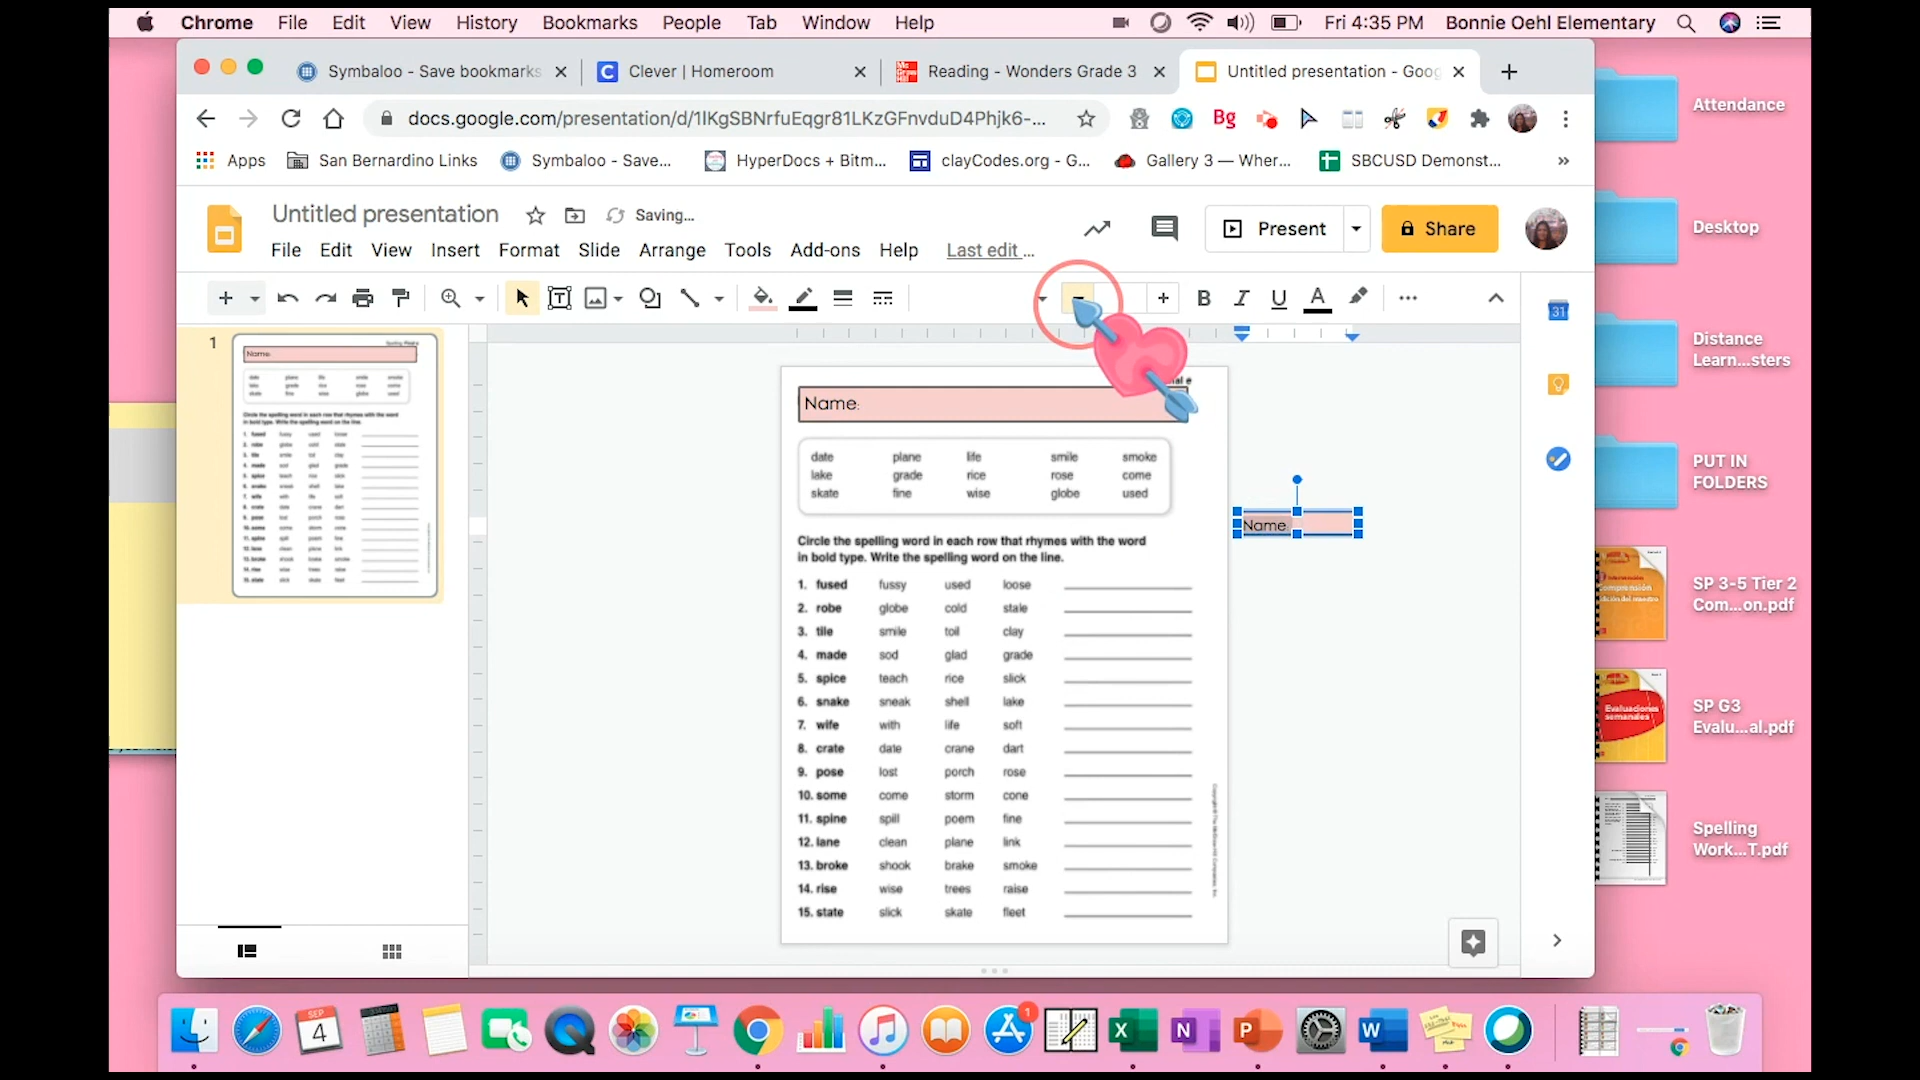 Chrome File Edit View History Bookmarks People Tab Window Help Fri 4:35 PM Bonnie Oehl Elementary
Symbaloo - Save bookmarks Clever | Homeroom Reading - Wonders Grade 3 Untitled presentation - Goog
docs.google.com/presentation/d/1IKgSBNrfuEqgr81LKzGFnvduD4Phjk6-... Bg
Apps San Bernardino Links Symbaloo - Save... HyperDocs + Bitm... clayCodes.org - G... Gallery 3 — Wher... SBCUSD Demonst... »
Untitled presentation Saving...
File Edit View Insert Format Slide Arrange Tools Add-ons Help Last edit ...
Present Share
B I U A
31
1
Name:
date plane life smile smoke
lake grade rice rose come
skate fine wise globe used
Circle the spelling word in each row that rhymes with the word
in bold type. Write the spelling word on the line.
1. fused fussy used loose
2. robe globe cold stale
3. tile smile toil clay
4. made sod glad grade
5. spice teach rice slick
6. snake sneak shell lake
7. wife with life soft
8. crate date crane dart
9. pose lost porch rose
10. some come storm cone
11. spine spill poem fine
12. lane clean plane link
13. broke shook brake smoke
14. rise wise trees raise
15. state slick skate fleet
Name:
Attendance
Desktop
Distance
Learn...sters
PUT IN
FOLDERS
SP 3-5 Tier 2
Com...on.pdf
Evaluaciones
semanales
SP G3
Evalu...al.pdf
Spelling
Work...T.pdf
SEP
4
1
X N P W